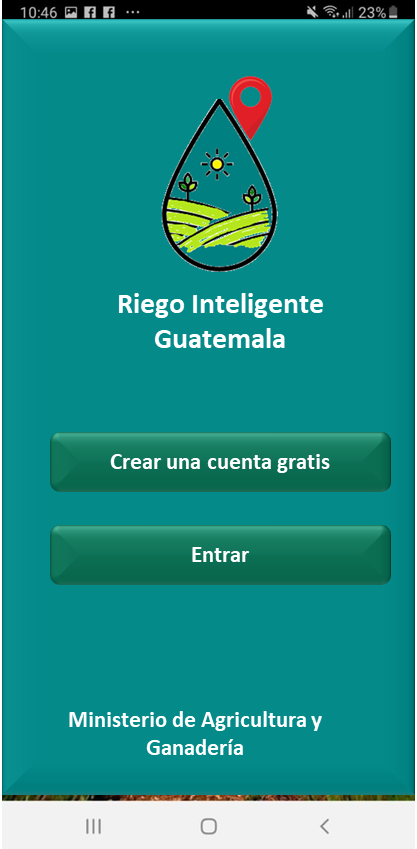 10:46 23%
Riego Inteligente
Guatemala
Crear una cuenta gratis
Entrar
Ministerio de Agricultura y
Ganadería